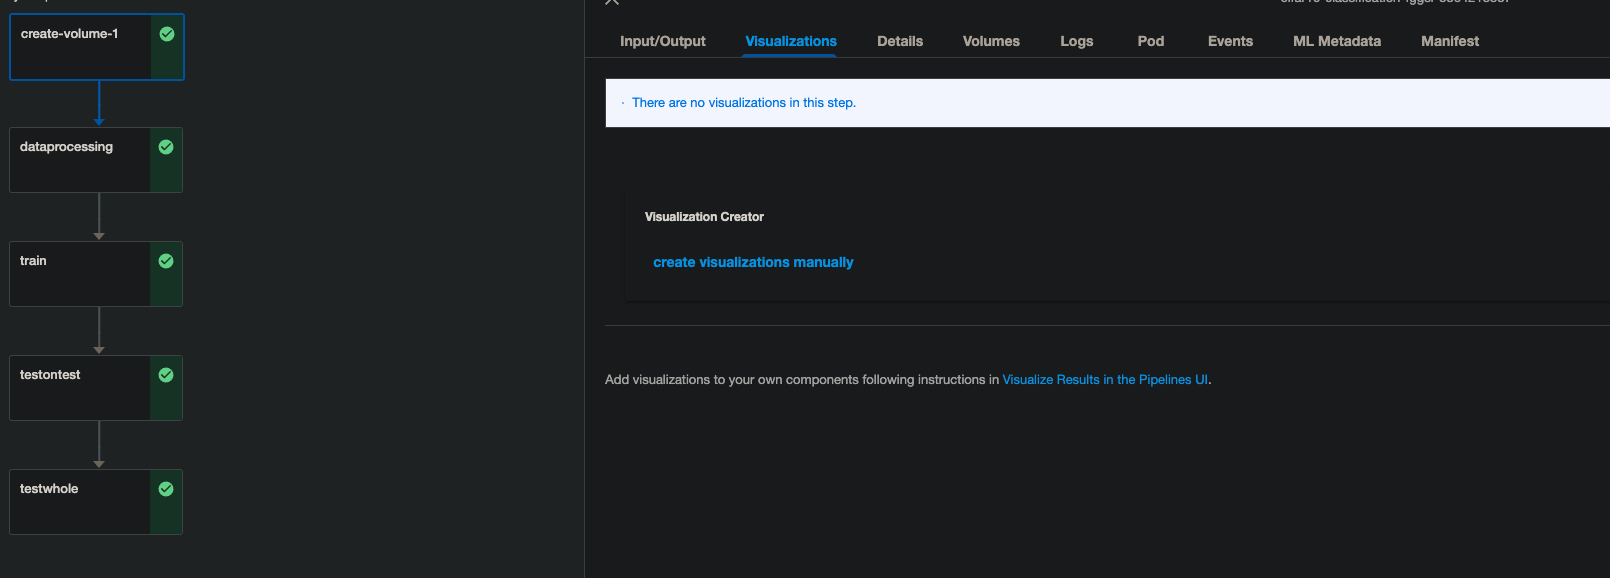 create-volume-1
dataprocessing
train
testontest
testwhole
Input/Output Visualizations Details Volumes Logs Pod Events ML Metadata Manifest
There are no visualizations in this step.
Visualization Creator
create visualizations manually
Add visualizations to your own components following instructions in Visualize Results in the Pipelines UI.